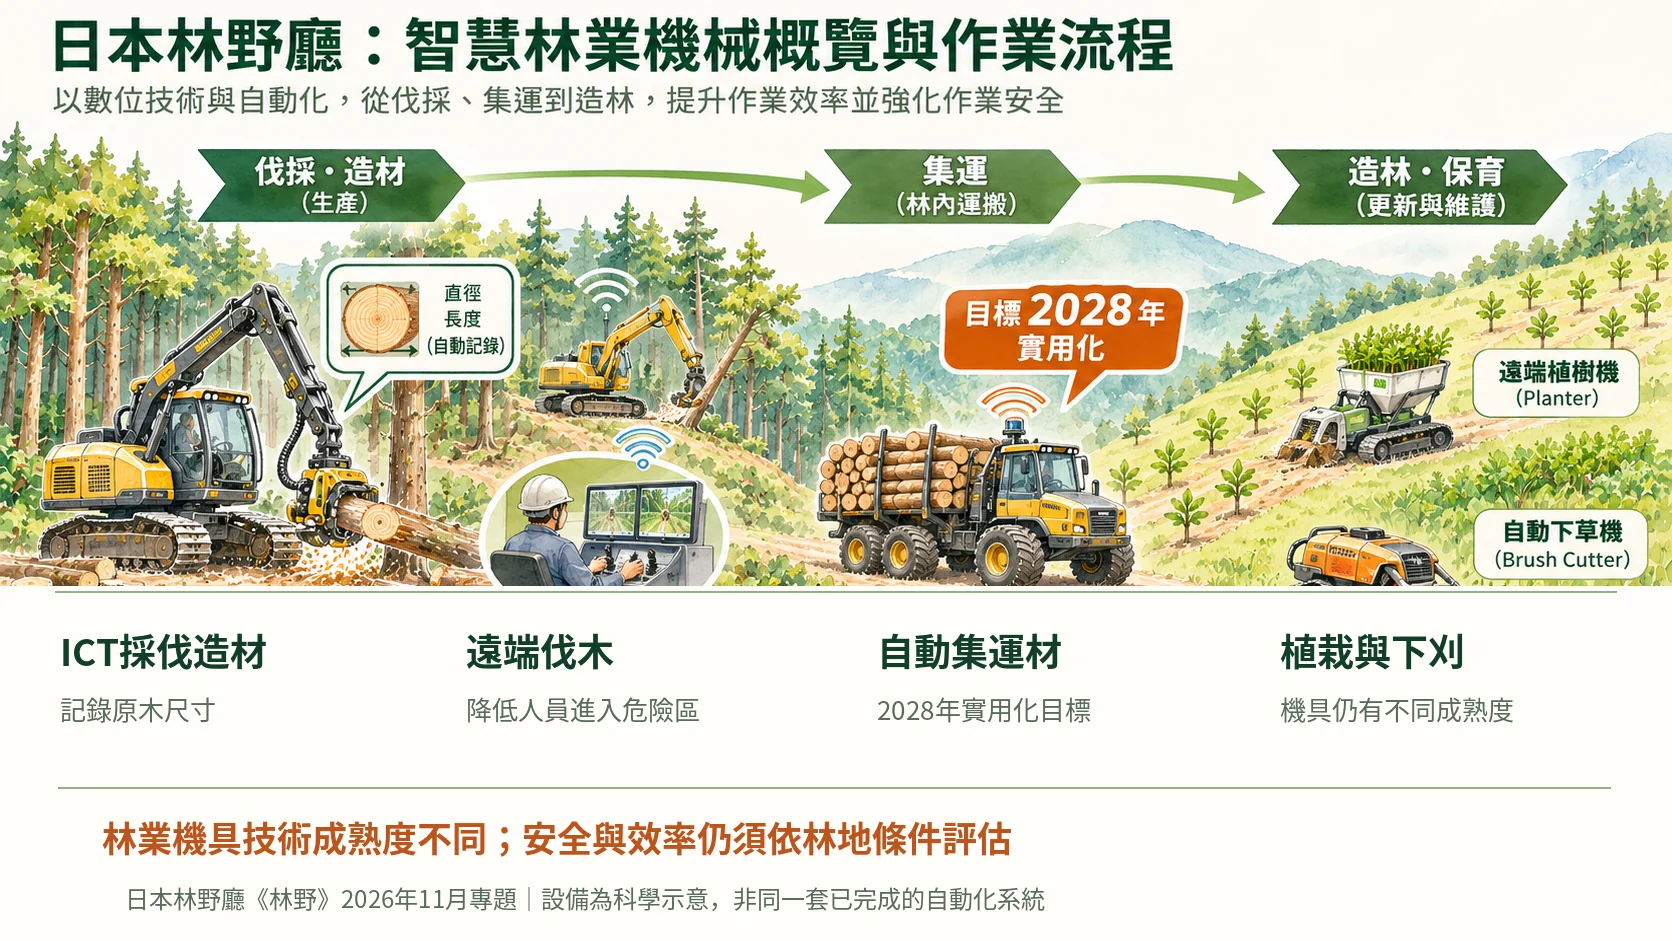 日本林野廳：智慧林業機械概覽與作業流程
以數位技術與自動化，從伐採、集運到造林，提升作業效率並強化作業安全
伐採・造材
（生產）
集運
（林內運搬）
造林・保育
（更新與維護）
直徑
長度
（自動記錄）
目標 2028 年
實用化
遠端植樹機
（Planter）
自動下草機
（Brush Cutter）
ICT採伐造材
記錄原木尺寸
遠端伐木
降低人員進入危險區
自動集運材
2028年實用化目標
植栽與下刈
機具仍有不同成熟度
林業機具技術成熟度不同；安全與效率仍須依林地條件評估
日本林野廳《林野》2026年11月專題｜設備為科學示意，非同一套已完成的自動化系統